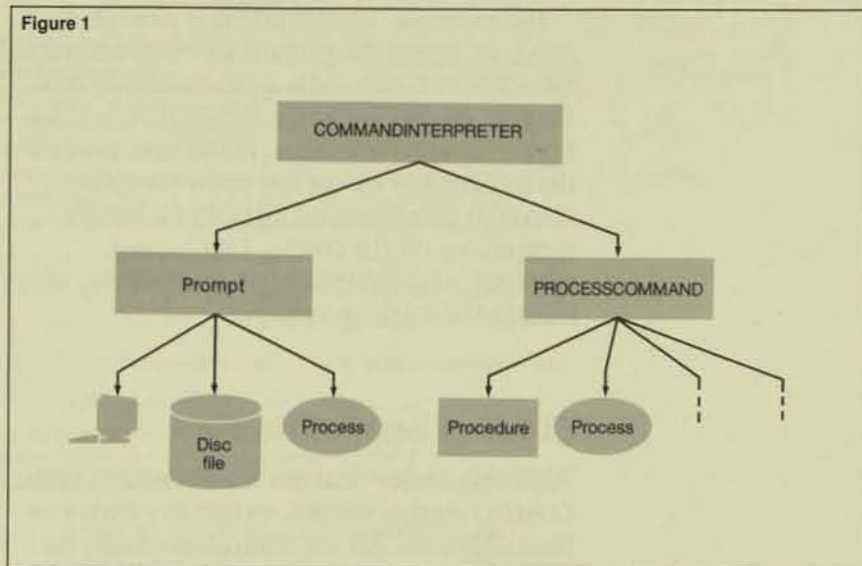 Figure 1
COMMANDINTERPRETER
Prompt
PROCESSCOMMAND
Disc
file
Process
Procedure
Process